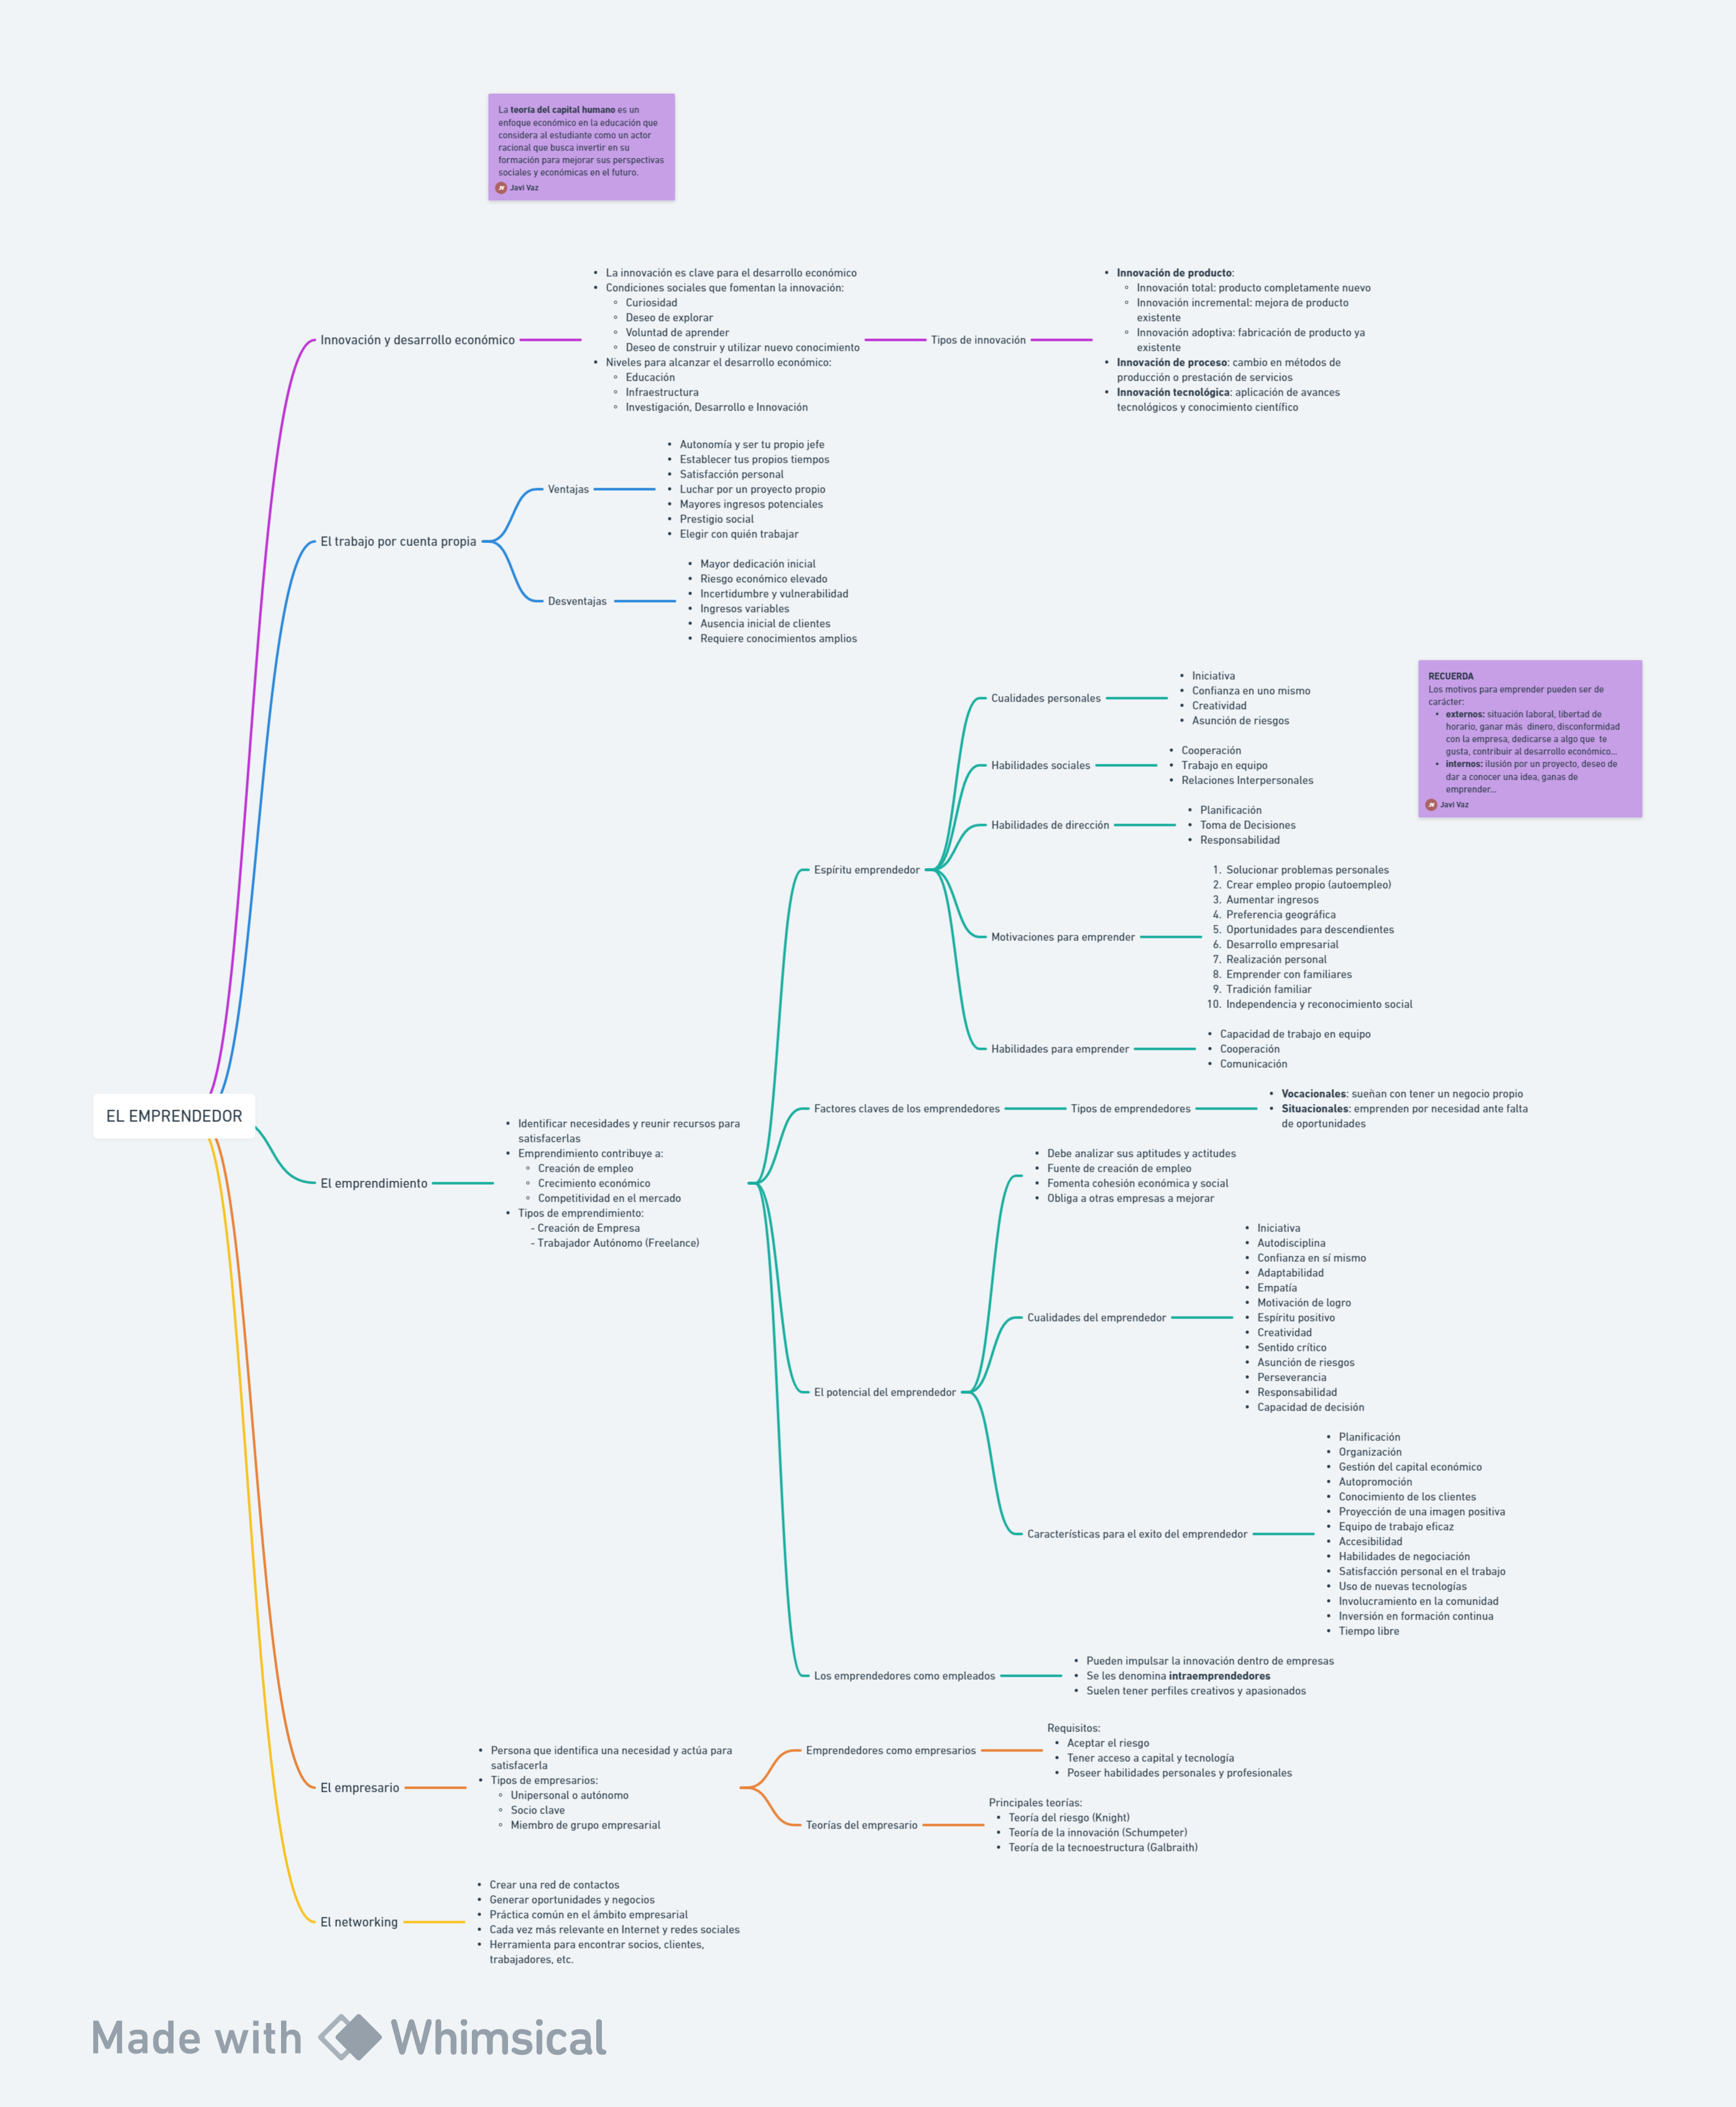 La teoría del capital humano es un
enfoque económico en la educación que
considera al estudiante como un actor
racional que busca invertir en su
formación para mejorar sus perspectivas
sociales y económicas en el futuro.
Javi Vaz
EL EMPRENDEDOR
Innovación y desarrollo económico
• La innovación es clave para el desarrollo económico
• Condiciones sociales que fomentan la innovación:
◦ Curiosidad
◦ Deseo de explorar
◦ Voluntad de aprender
◦ Deseo de construir y utilizar nuevo conocimiento
• Niveles para alcanzar el desarrollo económico:
◦ Educación
◦ Infraestructura
◦ Investigación, Desarrollo e Innovación
Tipos de innovación
• Innovación de producto:
◦ Innovación total: producto completamente nuevo
◦ Innovación incremental: mejora de producto
existente
◦ Innovación adoptiva: fabricación de producto ya
existente
• Innovación de proceso: cambio en métodos de
producción o prestación de servicios
• Innovación tecnológica: aplicación de avances
tecnológicos y conocimiento científico
El trabajo por cuenta propia
Ventajas
• Autonomía y ser tu propio jefe
• Establecer tus propios tiempos
• Satisfacción personal
• Luchar por un proyecto propio
• Mayores ingresos potenciales
• Prestigio social
• Elegir con quién trabajar
Desventajas
• Mayor dedicación inicial
• Riesgo económico elevado
• Incertidumbre y vulnerabilidad
• Ingresos variables
• Ausencia inicial de clientes
• Requiere conocimientos amplios
El emprendimiento
• Identificar necesidades y reunir recursos para
satisfacerlas
• Emprendimiento contribuye a:
◦ Creación de empleo
◦ Crecimiento económico
◦ Competitividad en el mercado
• Tipos de emprendimiento:
- Creación de Empresa
- Trabajador Autónomo (Freelance)
Espíritu emprendedor
Cualidades personales
• Iniciativa
• Confianza en uno mismo
• Creatividad
• Asunción de riesgos
Habilidades sociales
• Cooperación
• Trabajo en equipo
• Relaciones Interpersonales
Habilidades de dirección
• Planificación
• Toma de Decisiones
• Responsabilidad
Motivaciones para emprender
1. Solucionar problemas personales
2. Crear empleo propio (autoempleo)
3. Aumentar ingresos
4. Preferencia geográfica
5. Oportunidades para descendientes
6. Desarrollo empresarial
7. Realización personal
8. Emprender con familiares
9. Tradición familiar
10. Independencia y reconocimiento social
Habilidades para emprender
• Capacidad de trabajo en equipo
• Cooperación
• Comunicación
RECUERDA
Los motivos para emprender pueden ser de
carácter:
• externos: situación laboral, libertad de
horario, ganar más dinero, disconformidad
con la empresa, dedicarse a algo que te
gusta, contribuir al desarrollo económico...
• internos: ilusión por un proyecto, deseo de
dar a conocer una idea, ganas de
emprender...
Javi Vaz
Factores claves de los emprendedores
Tipos de emprendedores
• Vocacionales: sueñan con tener un negocio propio
• Situacionales: emprenden por necesidad ante falta
de oportunidades
El potencial del emprendedor
• Debe analizar sus aptitudes y actitudes
• Fuente de creación de empleo
• Fomenta cohesión económica y social
• Obliga a otras empresas a mejorar
Cualidades del emprendedor
• Iniciativa
• Autodisciplina
• Confianza en sí mismo
• Adaptabilidad
• Empatía
• Motivación de logro
• Espíritu positivo
• Creatividad
• Sentido crítico
• Asunción de riesgos
• Perseverancia
• Responsabilidad
• Capacidad de decisión
Características para el exito del emprendedor
• Planificación
• Organización
• Gestión del capital económico
• Autopromoción
• Conocimiento de los clientes
• Proyección de una imagen positiva
• Equipo de trabajo eficaz
• Accesibilidad
• Habilidades de negociación
• Satisfacción personal en el trabajo
• Uso de nuevas tecnologías
• Involucramiento en la comunidad
• Inversión en formación continua
• Tiempo libre
Los emprendedores como empleados
• Pueden impulsar la innovación dentro de empresas
• Se les denomina intraemprendedores
• Suelen tener perfiles creativos y apasionados
El empresario
• Persona que identifica una necesidad y actúa para
satisfacerla
• Tipos de empresarios:
◦ Unipersonal o autónomo
◦ Socio clave
◦ Miembro de grupo empresarial
Emprendedores como empresarios
Requisitos:
• Aceptar el riesgo
• Tener acceso a capital y tecnología
• Poseer habilidades personales y profesionales
Teorías del empresario
Principales teorías:
• Teoría del riesgo (Knight)
• Teoría de la innovación (Schumpeter)
• Teoría de la tecnoestructura (Galbraith)
El networking
• Crear una red de contactos
• Generar oportunidades y negocios
• Práctica común en el ámbito empresarial
• Cada vez más relevante en Internet y redes sociales
• Herramienta para encontrar socios, clientes,
trabajadores, etc.
Made with Whimsical